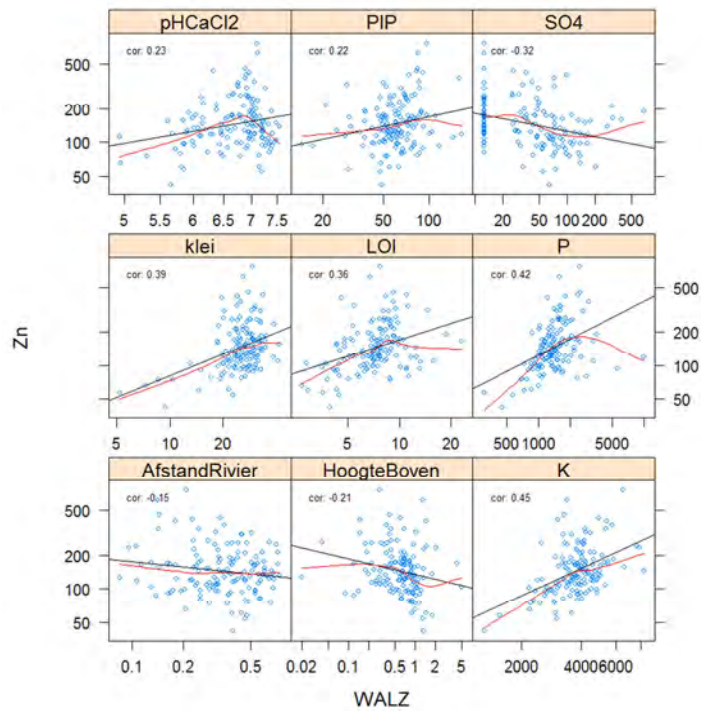 pHCaCl2 PIP SO4
cor: 0.23 cor: 0.22 cor: -0.32
500
200
100
50
5 5.5 6 6.5 7 7.5 20 50 100 20 50 100 200 500
klei LOI P
cor: 0.39 cor: 0.36 cor: 0.42
500
200
100
50
5 10 20 5 10 20 500 1000 5000
Zn
AfstandRivier HoogteBoven K
cor: -0.15 cor: -0.21 cor: 0.45
500
200
100
50
0.1 0.2 0.5 0.02 0.1 0.5 1 2 5 2000 4000 6000
WALZ